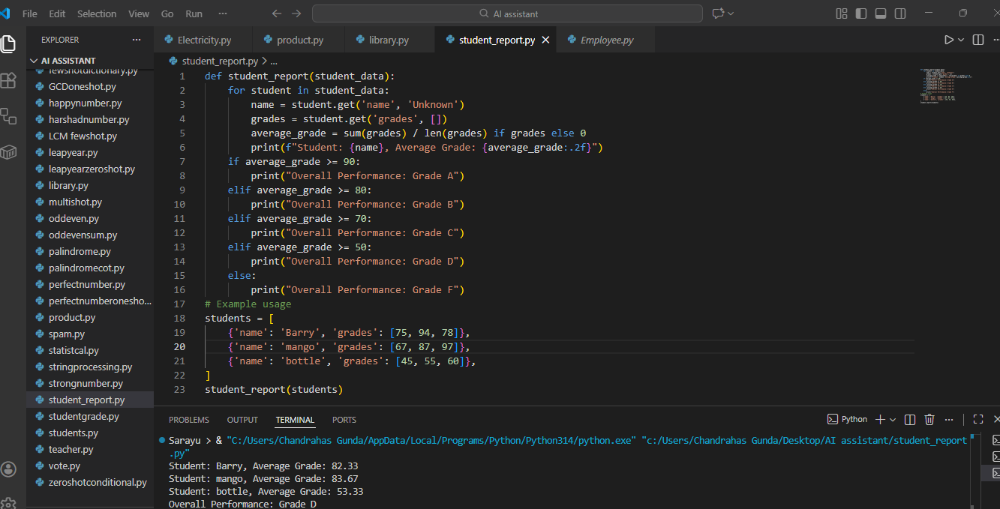 File Edit Selection View Go Run ··· AI assistant
EXPLORER ···
AI ASSISTANT
fewshotdictionary.py
GCDoneshot.py
happynumber.py
harshadnumber.py
LCM fewshot.py
leapyear.py
leapyearzeroshot.py
library.py
multishot.py
oddeven.py
oddevensum.py
palindrome.py
palindromecot.py
perfectnumber.py
perfectnumberonesho...
product.py
spam.py
statistcal.py
stringprocessing.py
strongnumber.py
student_report.py
studentgrade.py
students.py
teacher.py
vote.py
zeroshotconditional.py
Electricity.py product.py library.py student_report.py Employee.py
student_report.py > ...
1 def student_report(student_data):
2     for student in student_data:
3         name = student.get('name', 'Unknown')
4         grades = student.get('grades', [])
5         average_grade = sum(grades) / len(grades) if grades else 0
6         print(f"Student: {name}, Average Grade: {average_grade:.2f}")
7     if average_grade >= 90:
8         print("Overall Performance: Grade A")
9     elif average_grade >= 80:
10         print("Overall Performance: Grade B")
11     elif average_grade >= 70:
12         print("Overall Performance: Grade C")
13     elif average_grade >= 50:
14         print("Overall Performance: Grade D")
15     else:
16         print("Overall Performance: Grade F")
17 # Example usage
18 students = [
19     {'name': 'Barry', 'grades': [75, 94, 78]},
20     {'name': 'mango', 'grades': [67, 87, 97]},
21     {'name': 'bottle', 'grades': [45, 55, 60]},
22 ]
23 student_report(students)
PROBLEMS OUTPUT TERMINAL PORTS Python
Sarayu > & "C:/Users/Chandrahas Gunda/AppData/Local/Programs/Python/Python314/python.exe" "c:/Users/Chandrahas Gunda/Desktop/AI assistant/student_report
.py"
Student: Barry, Average Grade: 82.33
Student: mango, Average Grade: 83.67
Student: bottle, Average Grade: 53.33
Overall Performance: Grade D